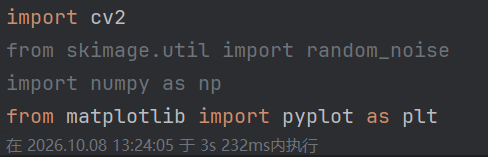 import cv2
from skimage.util import random_noise
import numpy as np
from matplotlib import pyplot as plt
在 2026.10.08 13:24:05 于 3s 232ms内执行